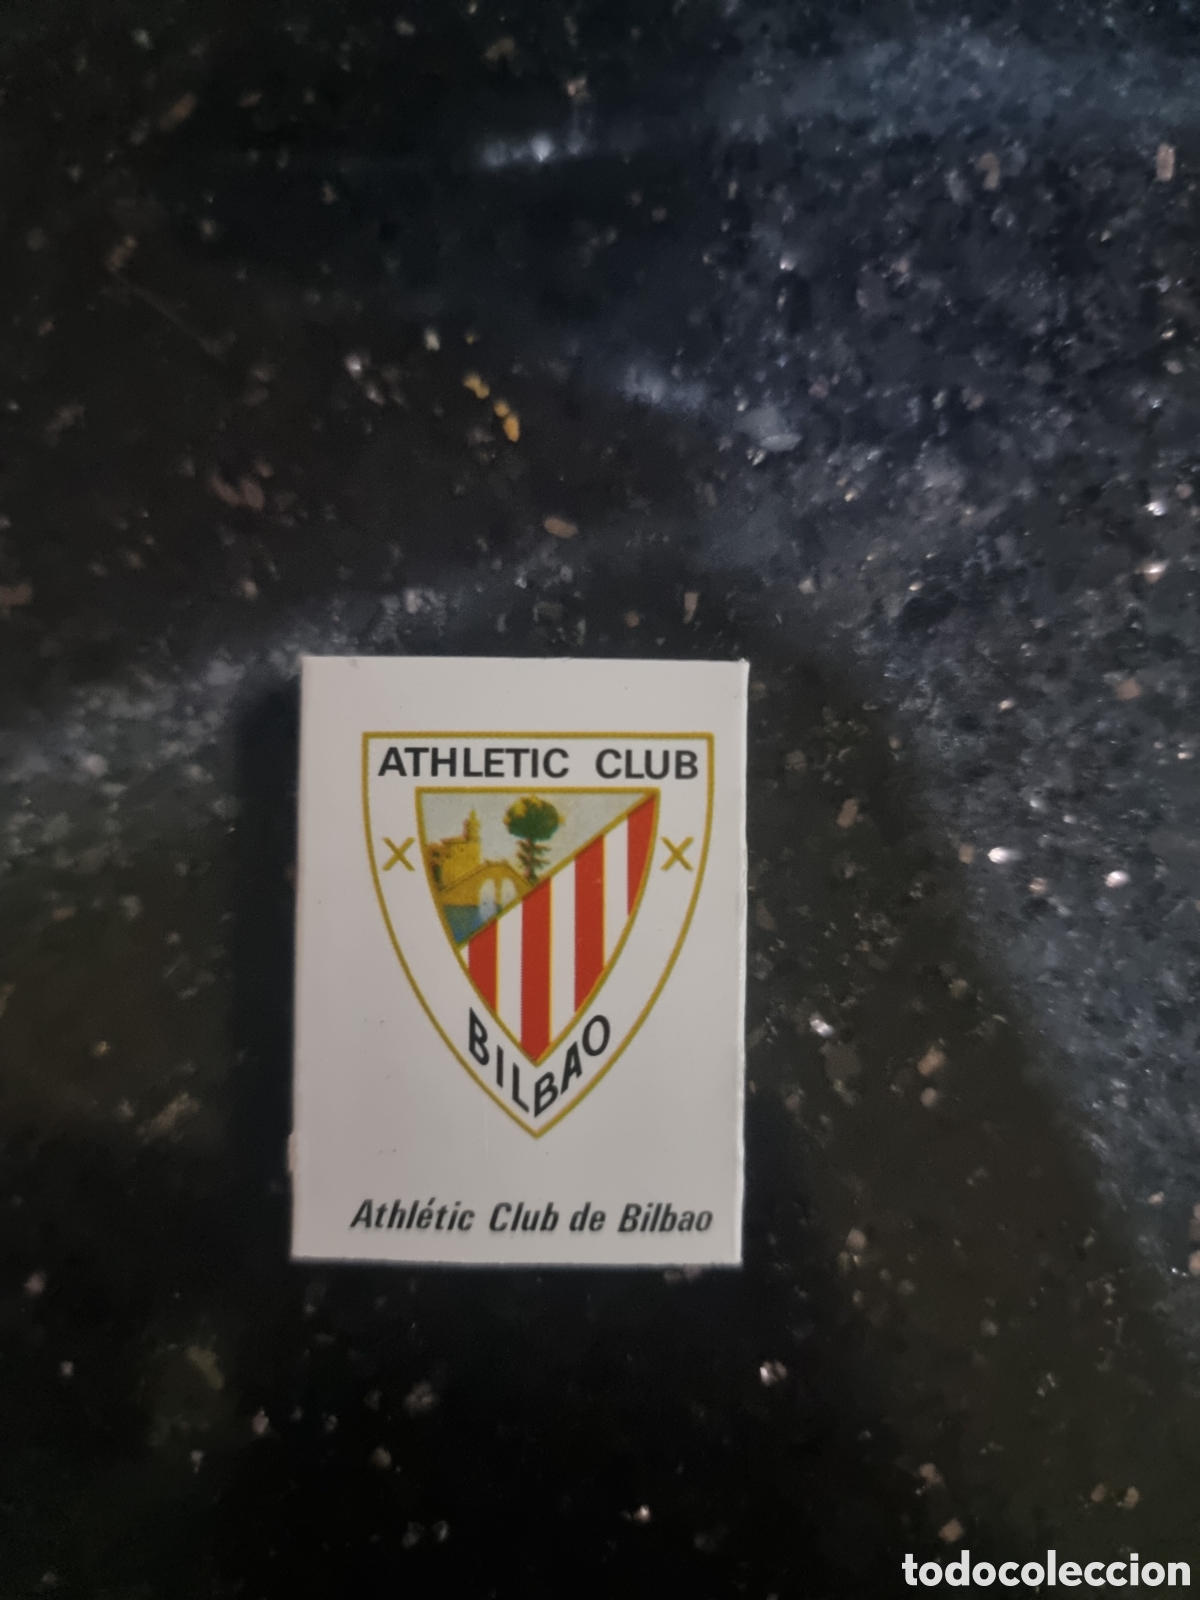 ATHLETIC CLUB
X X
BILBAO
Athlétic Club de Bilbao
todocoleccion